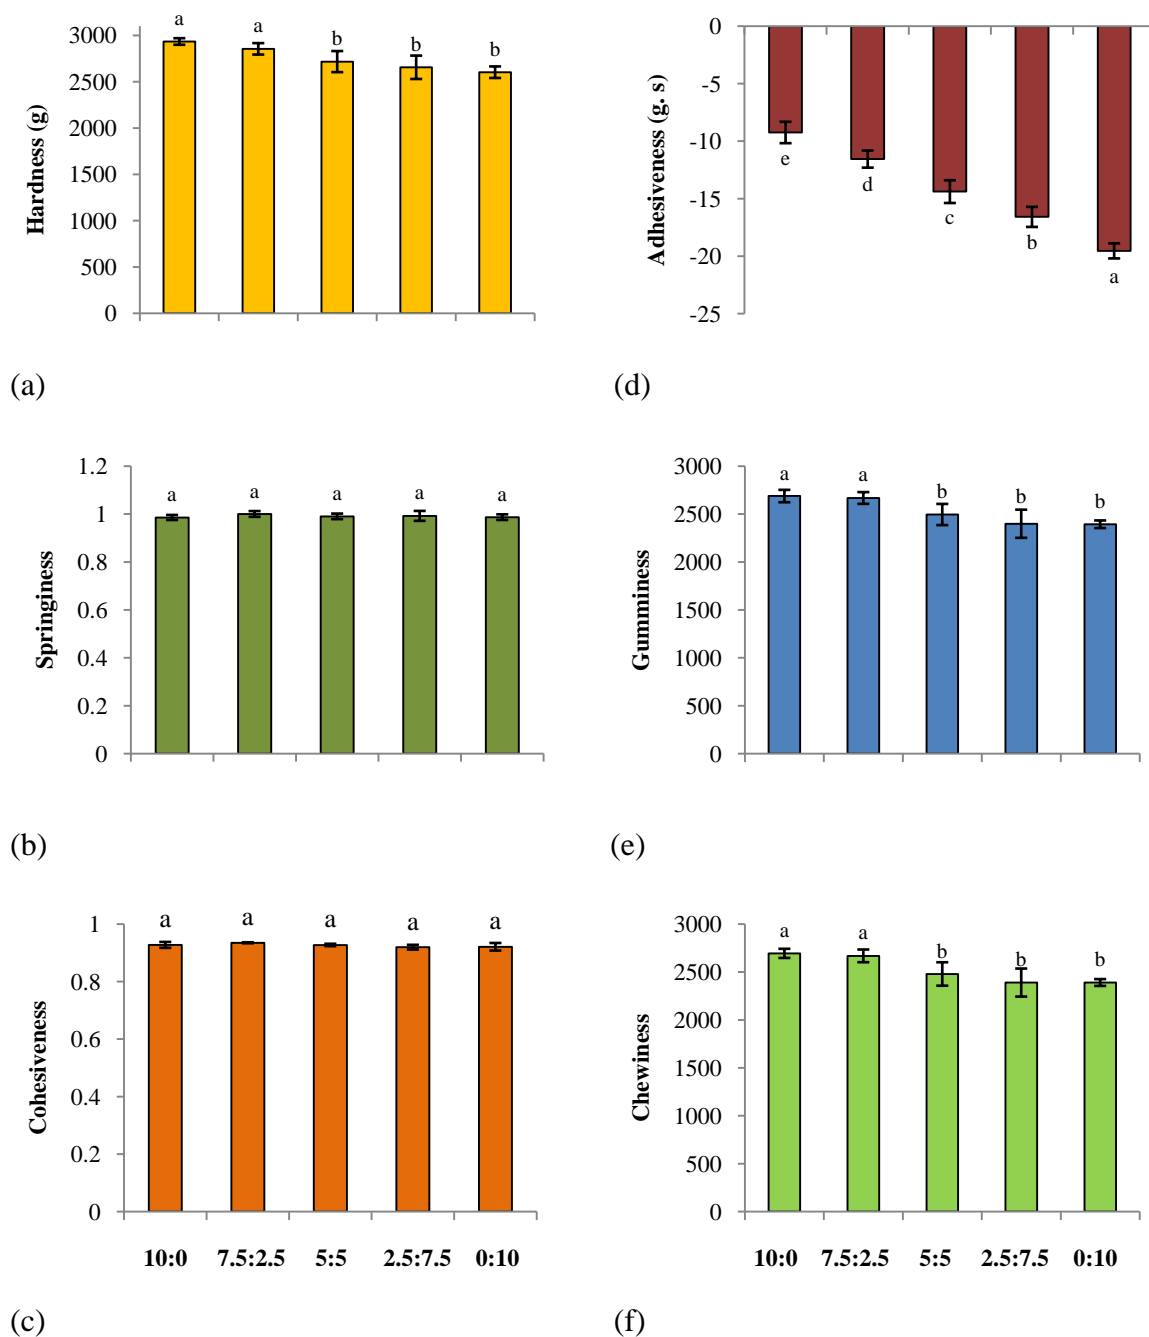 a a b b b
3000
2500
2000
1500
1000
500
0
Hardness (g)
(a)
0
-5
-10
-15
-20
-25
Adhesiveness (g. s)
e d c b a
(d)
1.2
1
0.8
0.6
0.4
0.2
0
Springiness
a a a a a
(b)
3000
2500
2000
1500
1000
500
0
Gumminess
a a b b b
(e)
1
0.8
0.6
0.4
0.2
0
Cohesiveness
a a a a a
10:0 7.5:2.5 5:5 2.5:7.5 0:10
(c)
3000
2500
2000
1500
1000
500
0
Chewiness
a a b b b
10:0 7.5:2.5 5:5 2.5:7.5 0:10
(f)